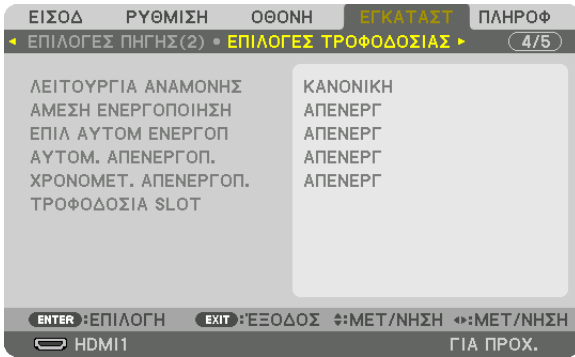 ΕΙΣΟΔ ΡΥΘΜΙΣΗ ΟΘΟΝΗ ΕΓΚΑΤΑΣΤ ΠΛΗΡΟΦ
ΕΠΙΛΟΓΕΣ ΠΗΓΗΣ(2) • ΕΠΙΛΟΓΕΣ ΤΡΟΦΟΔΟΣΙΑΣ 4/5
ΛΕΙΤΟΥΡΓΙΑ ΑΝΑΜΟΝΗΣ ΚΑΝΟΝΙΚΗ
ΑΜΕΣΗ ΕΝΕΡΓΟΠΟΙΗΣΗ ΑΠΕΝΕΡΓ
ΕΠΙΛ ΑΥΤΟΜ ΕΝΕΡΓΟΠ ΑΠΕΝΕΡΓ
ΑΥΤΟΜ. ΑΠΕΝΕΡΓΟΠ. ΑΠΕΝΕΡΓ
ΧΡΟΝΟΜΕΤ. ΑΠΕΝΕΡΓΟΠ. ΑΠΕΝΕΡΓ
ΤΡΟΦΟΔΟΣΙΑ SLOT
ENTER :ΕΠΙΛΟΓΗ EXIT :ΈΞΟΔΟΣ :ΜΕΤ/ΝΗΣΗ :ΜΕΤ/ΝΗΣΗ
HDMI1 ΓΙΑ ΠΡΟΧ.